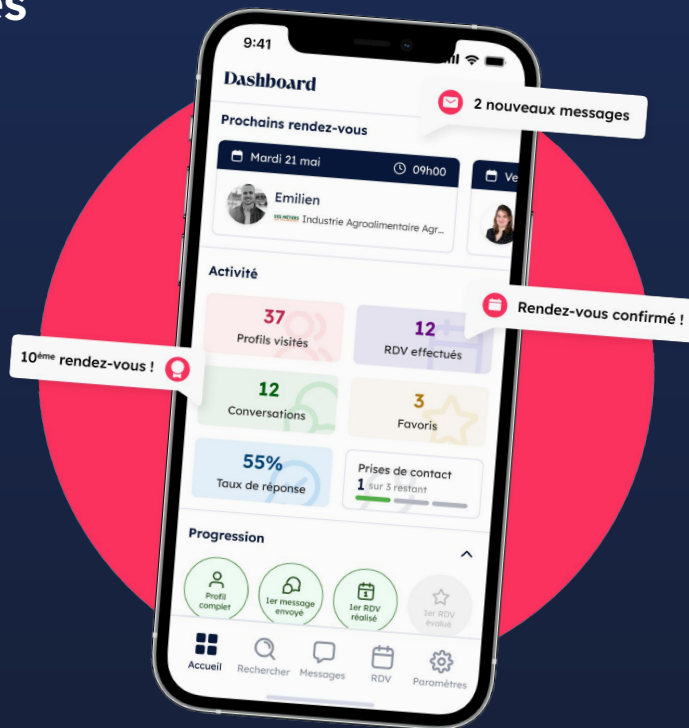 es
9:41
Dashboard
2 nouveaux messages
Prochains rendez-vous
Mardi 21 mai
09h00
Ve
Emilien
Industrie Agroalimentaire Agr...
Activité
37
Profils visités
12
RDV effectués
Rendez-vous confirmé !
10ème rendez-vous !
12
Conversations
3
Favoris
55%
Taux de réponse
Prises de contact
1 sur 3 restant
Progression
Profil
complet
1er message
envoyé
1er RDV
réalisé
1er RDV
évalué
Accueil
Rechercher
Messages
RDV
Paramètres